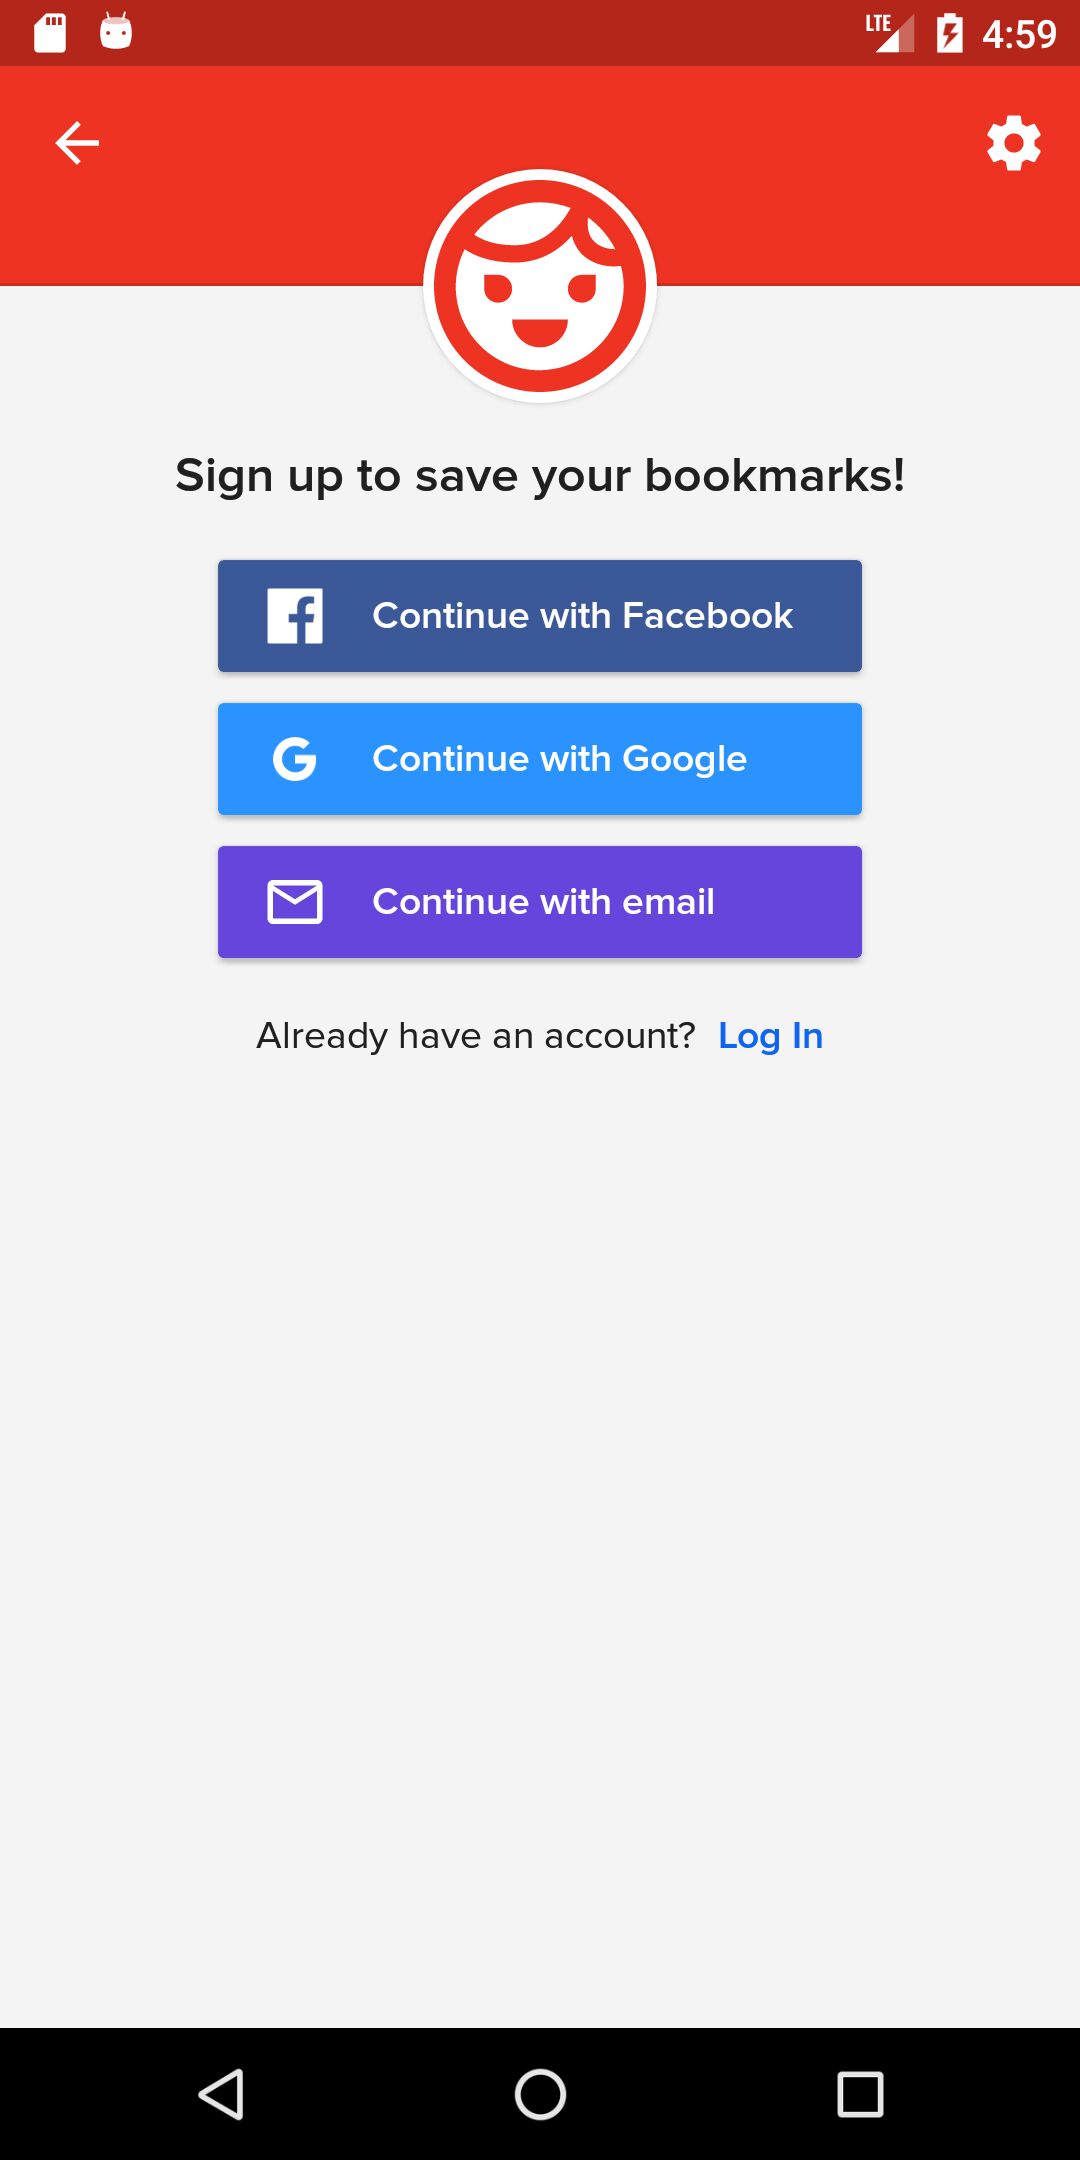 LTE 4:59
Sign up to save your bookmarks!
Continue with Facebook
Continue with Google
Continue with email
Already have an account? Log In